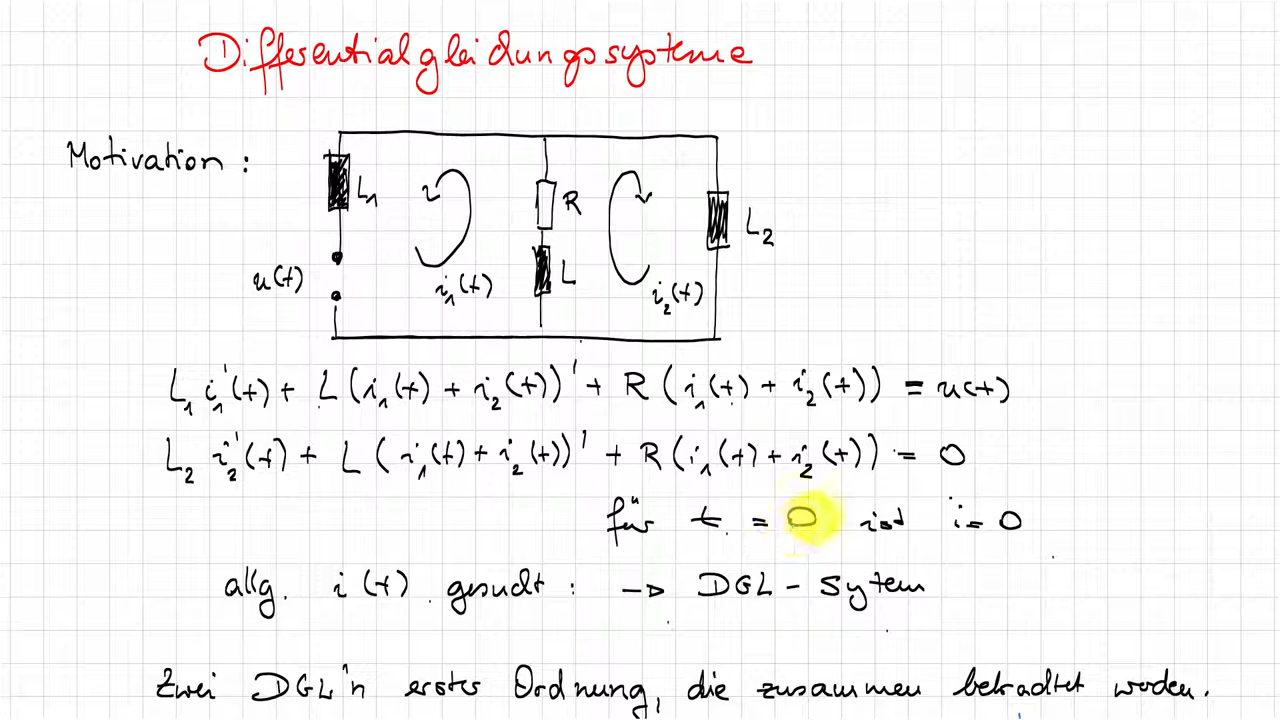 Differentialgleichungssysteme
Motivation:
L₁
R
L₂
u(t)
L
i₁(t)
i₂(t)
L₁ i₁'(t) + L(i₁(t) + i₂(t))' + R(i₁(t) + i₂(t)) = u(t)
L₂ i₂'(t) + L(i₁(t) + i₂(t))' + R(i₁(t) + i₂(t)) = 0
für t = 0 ist i = 0
allg. i(t) gesucht: → DGL-Sytem
Zwei DGL'n erster Ordnung, die zusammen betrachtet werden.